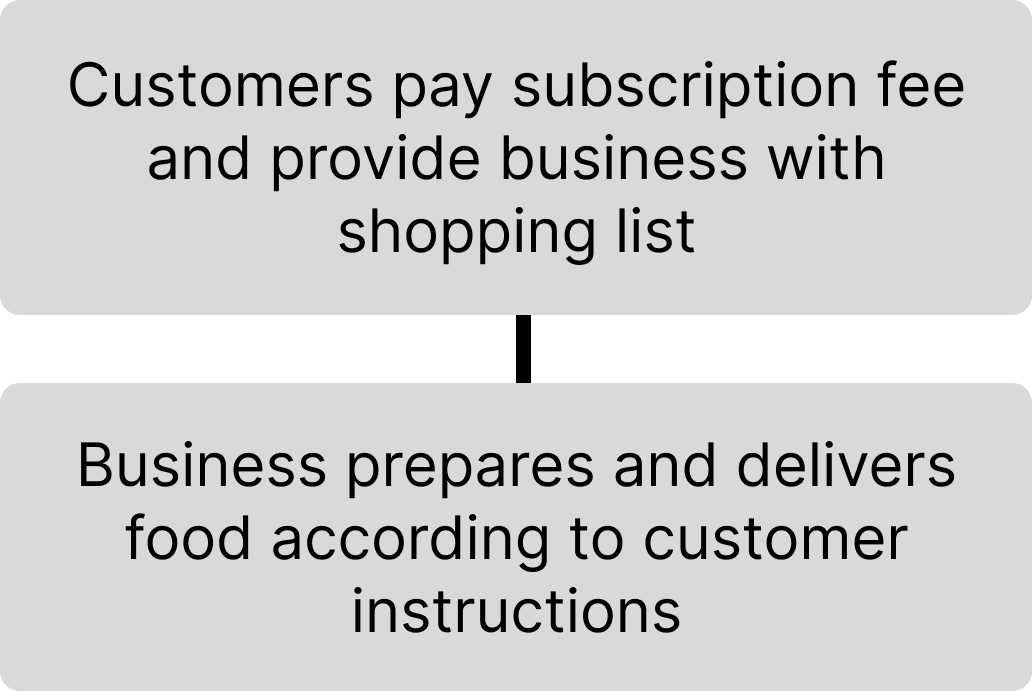 Customers pay subscription fee
and provide business with
shopping list
Business prepares and delivers
food according to customer
instructions